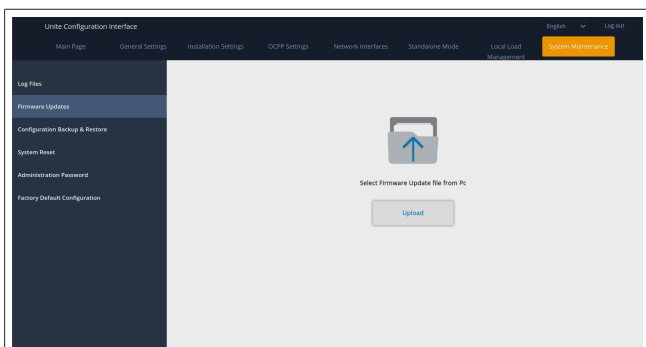 Unite Configuration Interface
English
Log out
Main Page
General Settings
Installation Settings
OCPP Settings
Network Interfaces
Standalone Mode
Local Load
Management
System Maintenance
Log Files
Firmware Updates
Configuration Backup & Restore
System Reset
Administration Password
Factory Default Configuration
Select Firmware Update file from Pc
Upload